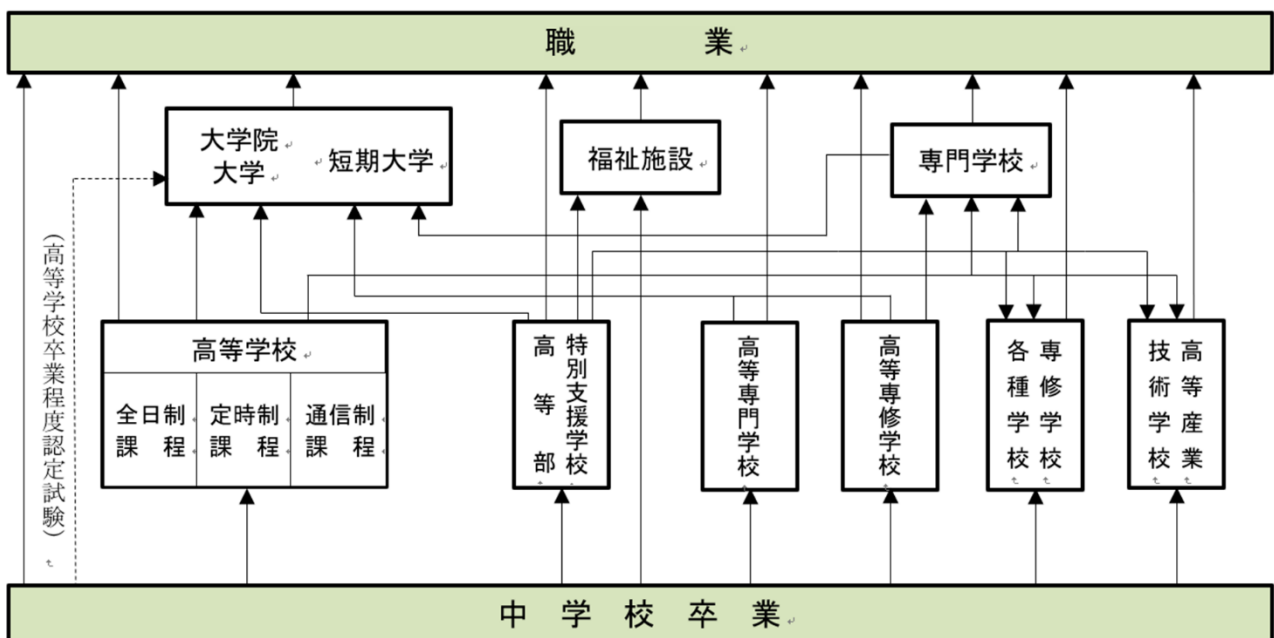 職業
大学院
大学
短期大学
福祉施設
専門学校
(高等学校卒業程度認定試験)
高等学校
全日制
課程
定時制
課程
通信制
課程
特別支援学校
高等部
高等専門学校
高等専修学校
専修学校
各種学校
高等産業
技術学校
中学校卒業